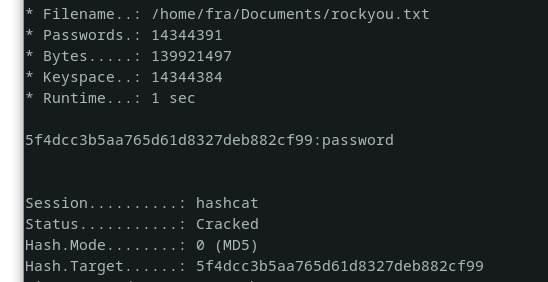 * Filename..: /home/fra/Documents/rockyou.txt
* Passwords.: 14344391
* Bytes.....: 139921497
* Keyspace..: 14344384
* Runtime...: 1 sec
5f4dcc3b5aa765d61d8327deb882cf99:password
Session..........: hashcat
Status...........: Cracked
Hash.Mode........: 0 (MD5)
Hash.Target......: 5f4dcc3b5aa765d61d8327deb882cf99